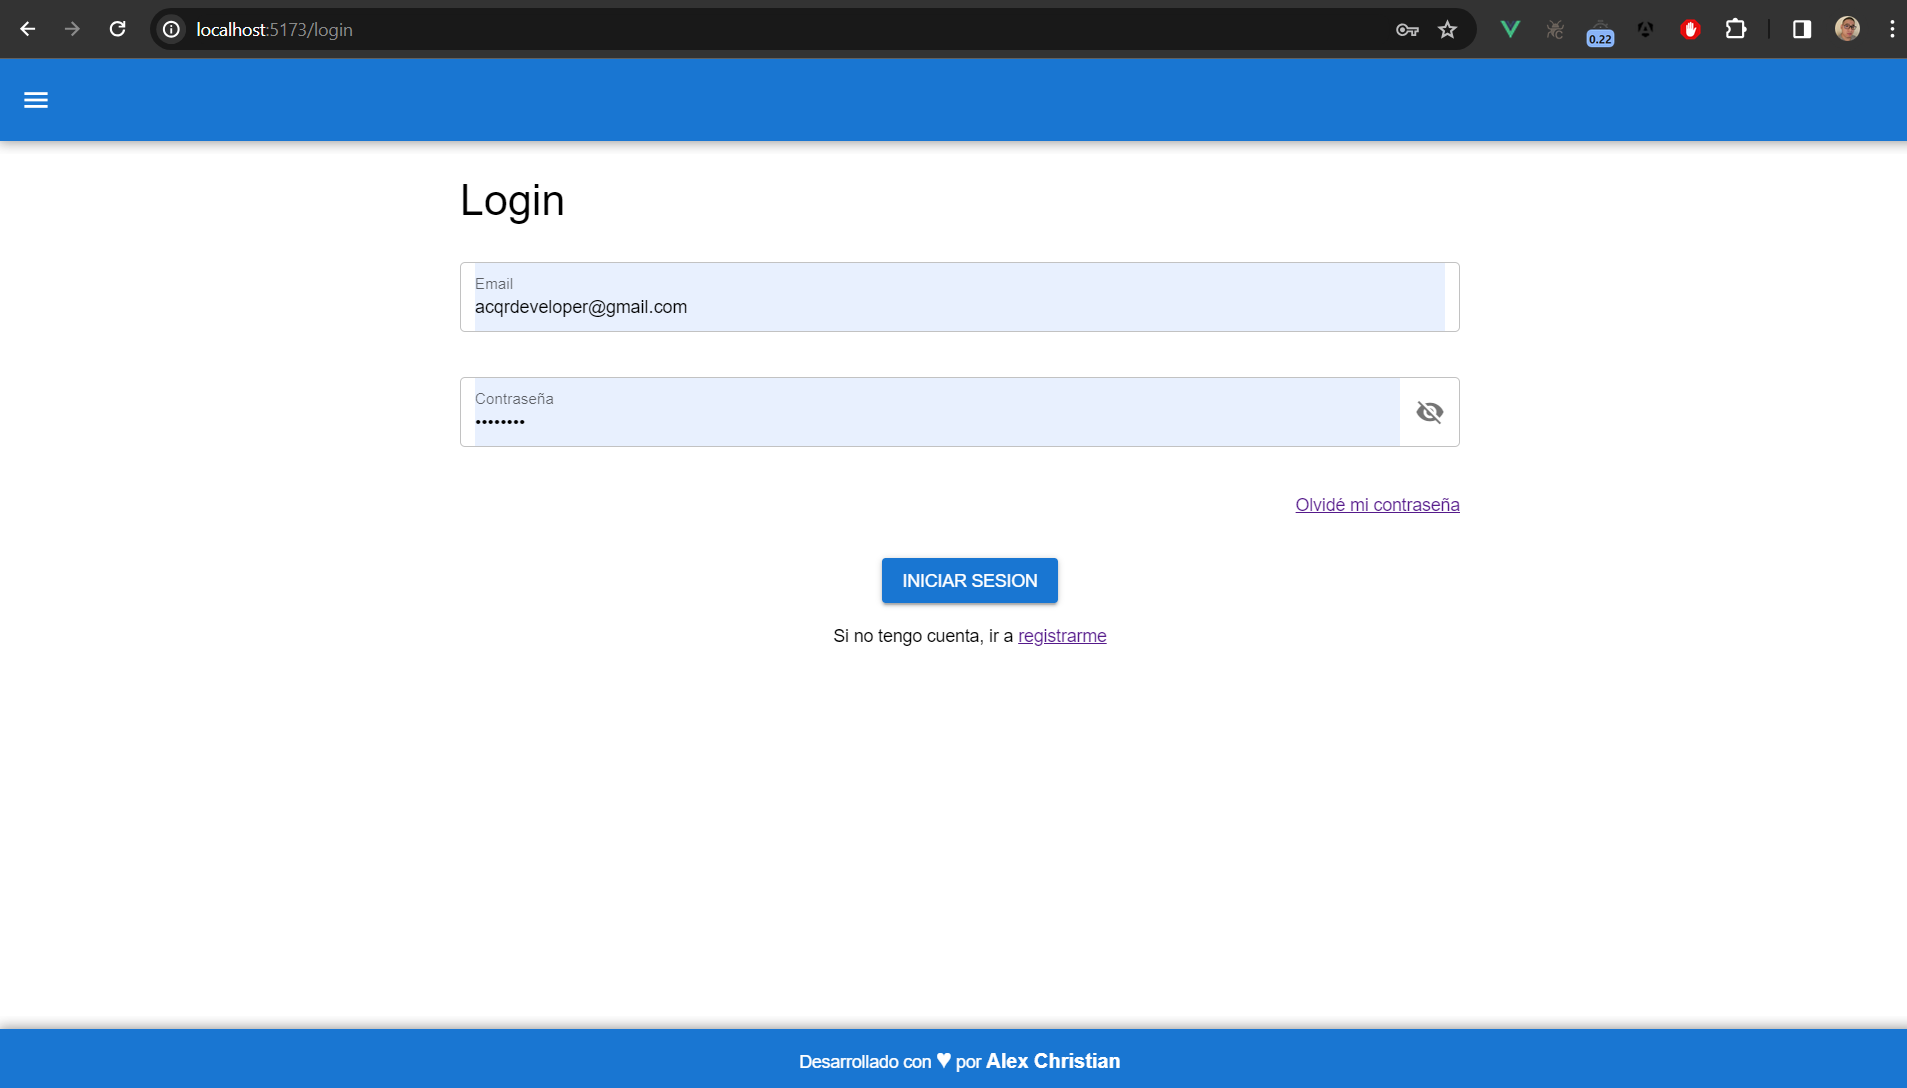 localhost:5173/login
0.22
Login
Email
acqrdeveloper@gmail.com
Contraseña
••••••••
Olvidé mi contraseña
INICIAR SESION
Si no tengo cuenta, ir a registrarme
Desarrollado con ♥ por Alex Christian